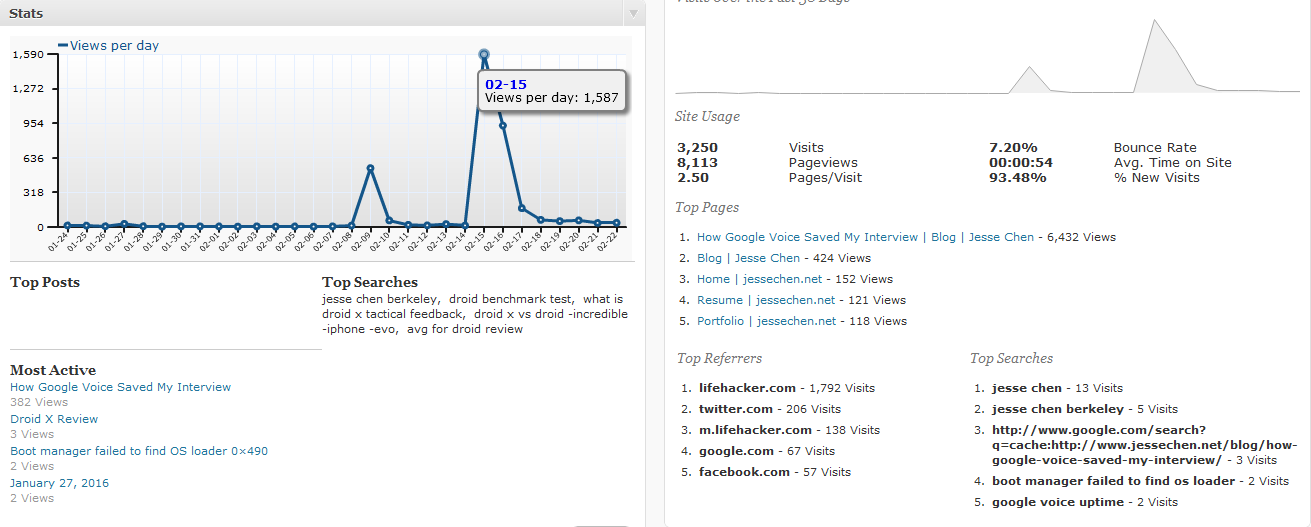 Stats
Views per day
1,590
1,272
954
636
318
0
02-15
Views per day: 1,587
01-24
01-25
01-26
01-27
01-28
01-29
01-30
01-31
02-01
02-02
02-03
02-04
02-05
02-06
02-07
02-08
02-09
02-10
02-11
02-12
02-13
02-14
02-15
02-16
02-17
02-18
02-19
02-20
02-21
02-22
Top Posts
Top Searches
jesse chen berkeley, droid benchmark test, what is
droid x tactical feedback, droid x vs droid -incredible
-iphone -evo, avg for droid review
Most Active
How Google Voice Saved My Interview
382 Views
Droid X Review
3 Views
Boot manager failed to find OS loader 0×490
2 Views
January 27, 2016
2 Views
Visits Over the Past 30 Days
Site Usage
3,250 Visits 7.20% Bounce Rate
8,113 Pageviews 00:00:54 Avg. Time on Site
2.50 Pages/Visit 93.48% % New Visits
Top Pages
1. How Google Voice Saved My Interview | Blog | Jesse Chen - 6,432 Views
2. Blog | Jesse Chen - 424 Views
3. Home | jessechen.net - 152 Views
4. Resume | jessechen.net - 121 Views
5. Portfolio | jessechen.net - 118 Views
Top Referrers
1. lifehacker.com - 1,792 Visits
2. twitter.com - 206 Visits
3. m.lifehacker.com - 138 Visits
4. google.com - 67 Visits
5. facebook.com - 57 Visits
Top Searches
1. jesse chen - 13 Visits
2. jesse chen berkeley - 5 Visits
3. http://www.google.com/search?
q=cache:http://www.jessechen.net/blog/how-
google-voice-saved-my-interview/ - 3 Visits
4. boot manager failed to find os loader - 2 Visits
5. google voice uptime - 2 Visits